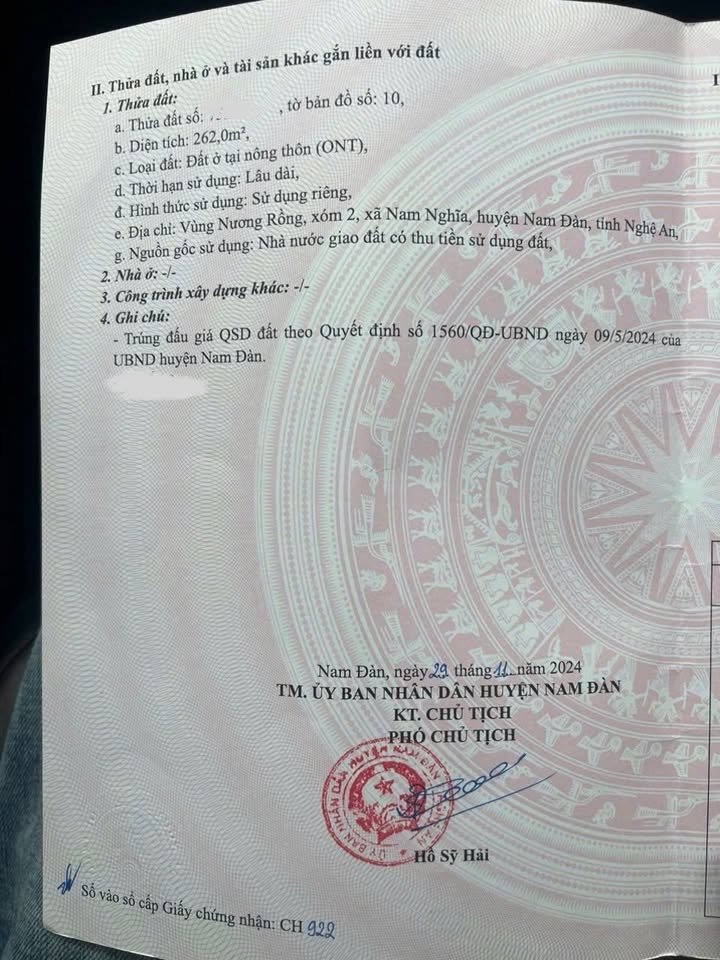 II. Thửa đất, nhà ở và tài sản khác gắn liền với đất
1. Thửa đất:
a. Thửa đất số: , tờ bản đồ số: 10,
b. Diện tích: 262,0m²,
c. Loại đất: Đất ở tại nông thôn (ONT),
d. Thời hạn sử dụng: Lâu dài,
đ. Hình thức sử dụng: Sử dụng riêng,
e. Địa chỉ: Vùng Nương Rồng, xóm 2, xã Nam Nghĩa, huyện Nam Đàn, tỉnh Nghệ An,
g. Nguồn gốc sử dụng: Nhà nước giao đất có thu tiền sử dụng đất,
2. Nhà ở: -/-
3. Công trình xây dựng khác: -/-
4. Ghi chú:
- Trúng đấu giá QSD đất theo Quyết định số 1560/QĐ-UBND ngày 09/5/2024 của
UBND huyện Nam Đàn.
Nam Đàn, ngày 29 tháng 11 năm 2024
TM. ỦY BAN NHÂN DÂN HUYỆN NAM ĐÀN
KT. CHỦ TỊCH
PHÓ CHỦ TỊCH
ỦY BAN NHÂN DÂN HUYỆN NAM ĐÀN
Hồ Sỹ Hải
Số vào sổ cấp Giấy chứng nhận: CH 922